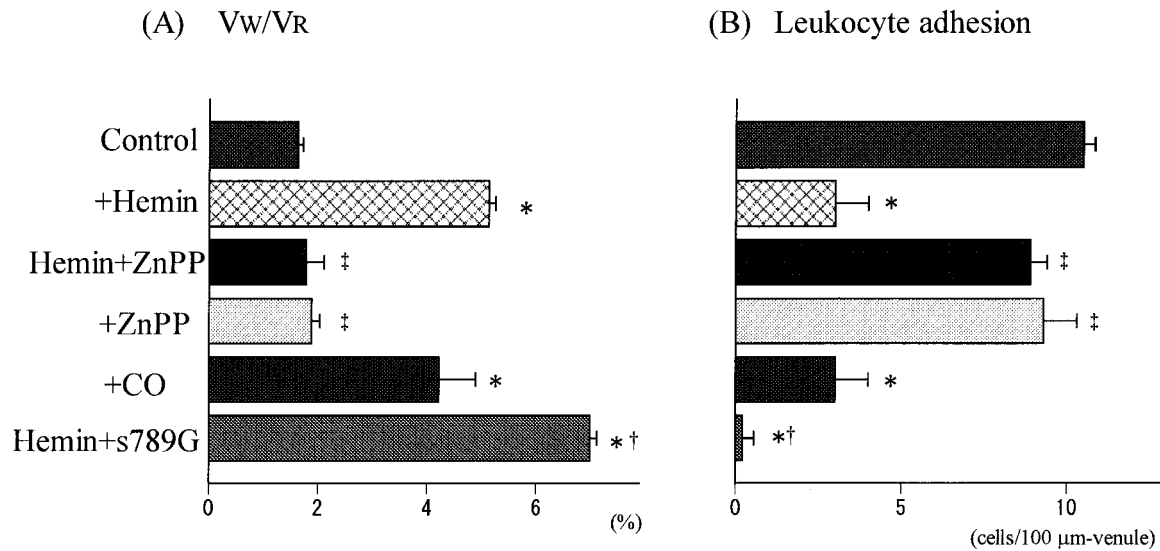 (A) Vw/VR
(B) Leukocyte adhesion
Control
+Hemin
*
*
Hemin+ZnPP
‡
‡
+ZnPP
‡
‡
+CO
*
*
Hemin+s789G
*†
*†
0 2 4 6
(%)
0 5 10
(cells/100 μm-venule)